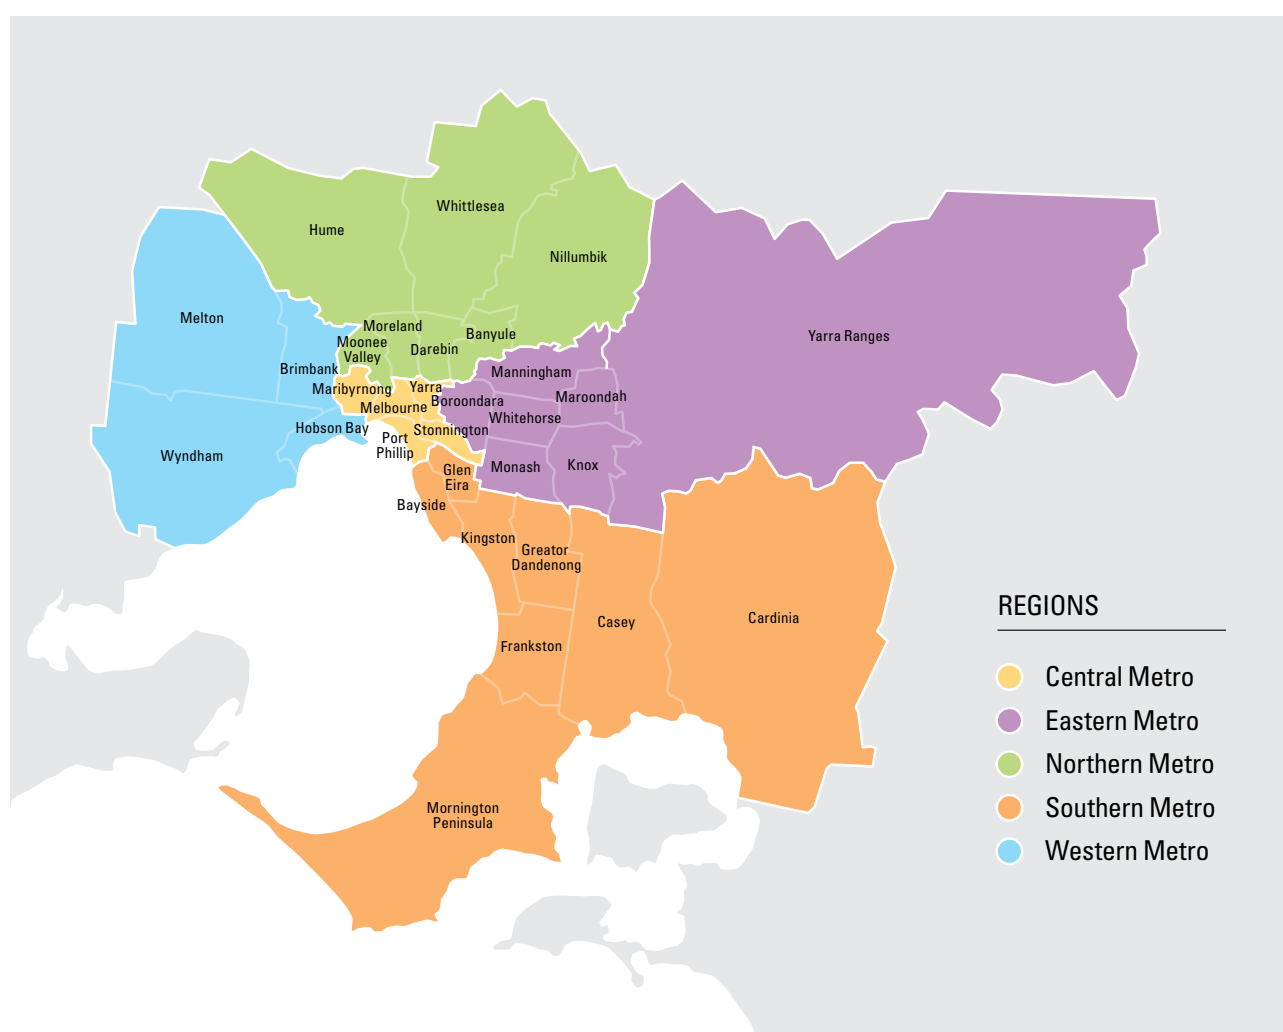 Whittlesea
Hume
Nillumbik
Melton
Moreland
Banyule
Yarra Ranges
Moonee
Valley
Darebin
Brimbank
Manningham
Maribyrnong
Yarra
Maroondah
Boroondara
Melbourne
Whitehorse
Hobson Bay
Stonnington
Port
Phillip
Wyndham
Glen
Eira
Monash
Knox
Bayside
Kingston
Greator
Dandenong
Casey
Cardinia
Frankston
Mornington
Peninsula
REGIONS
Central Metro
Eastern Metro
Northern Metro
Southern Metro
Western Metro